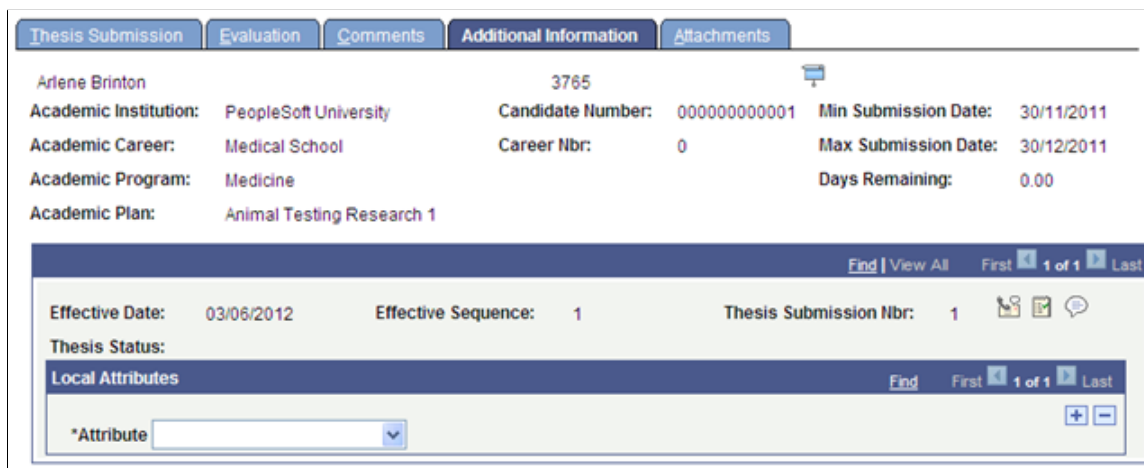 Thesis Submission Evaluation Comments Additional Information Attachments
Arlene Brinton 3765
Academic Institution: PeopleSoft University Candidate Number: 000000000001 Min Submission Date: 30/11/2011
Academic Career: Medical School Career Nbr: 0 Max Submission Date: 30/12/2011
Academic Program: Medicine Days Remaining: 0.00
Academic Plan: Animal Testing Research 1
Find | View All First 1 of 1 Last
Effective Date: 03/06/2012 Effective Sequence: 1 Thesis Submission Nbr: 1
Thesis Status:
Local Attributes Find First 1 of 1 Last
*Attribute